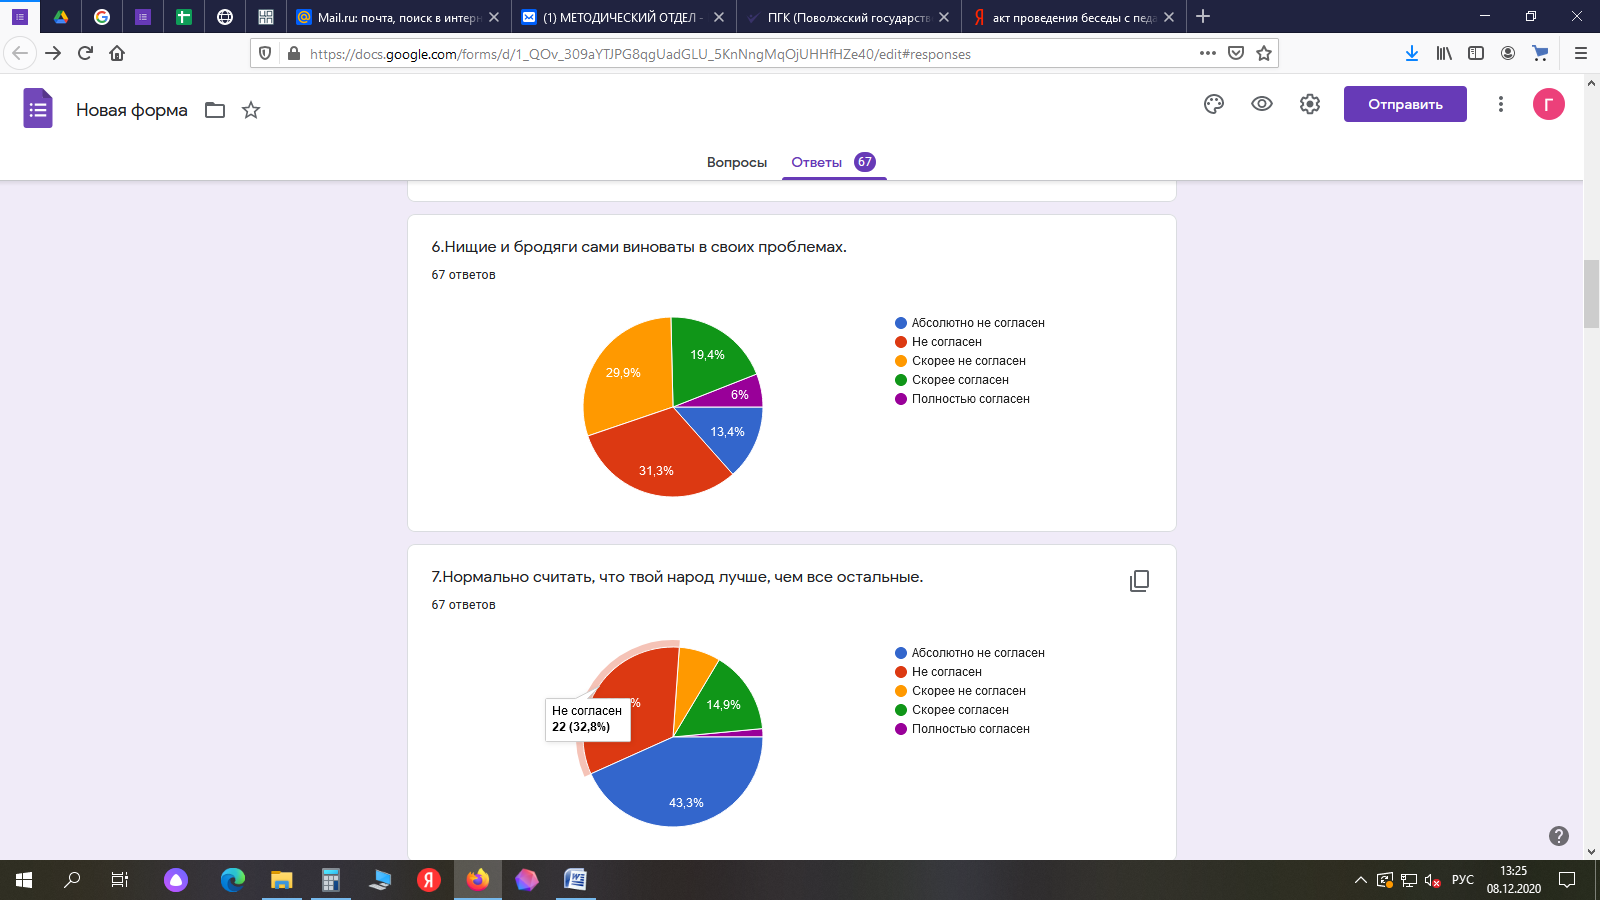 Mail.ru: почта, поиск в интерн
(1) МЕТОДИЧЕСКИЙ ОТДЕЛ -
ПГК (Поволжский государств
Я акт проведения беседы с педа
https://docs.google.com/forms/d/1_QOv_309aYTJPG8qgUadGLU_5KnNngMqOjUHHfHZe40/edit#responses
Новая форма
Отправить
Г
Вопросы
Ответы 67
6.Нищие и бродяги сами виноваты в своих проблемах.
67 ответов
Абсолютно не согласен
Не согласен
Скорее не согласен
Скорее согласен
Полностью согласен
19,4%
29,9%
6%
13,4%
31,3%
7.Нормально считать, что твой народ лучше, чем все остальные.
67 ответов
Абсолютно не согласен
Не согласен
Скорее не согласен
Скорее согласен
Полностью согласен
%
14,9%
Не согласен
22 (32,8%)
43,3%
Я
РУС
13:25
08.12.2020